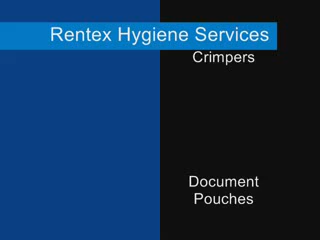 Rentex Hygiene Services
Crimpers
Document
Pouches